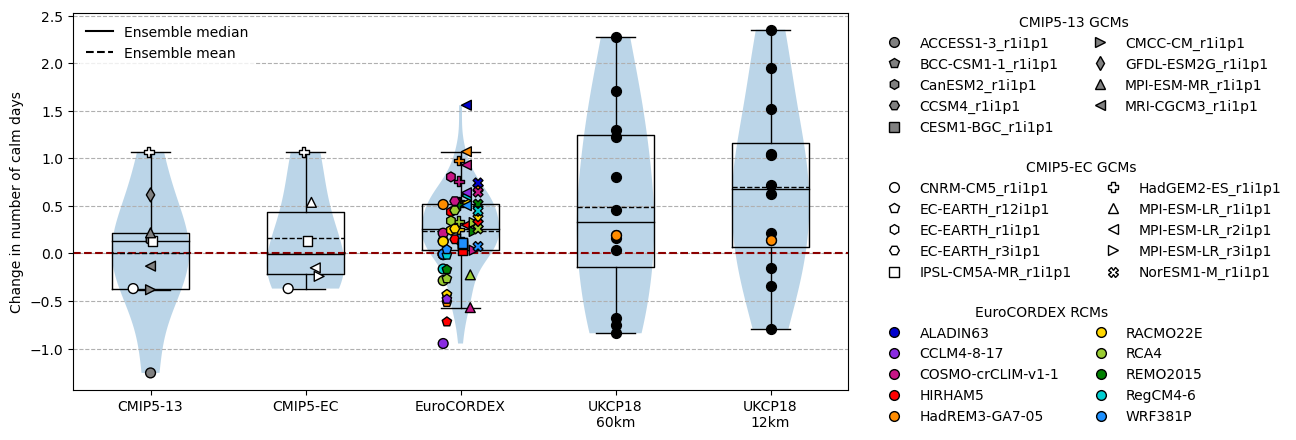 Ensemble median
Ensemble mean
Change in number of calm days
2.5
2.0
1.5
1.0
0.5
0.0
−0.5
−1.0
CMIP5-13
CMIP5-EC
EuroCORDEX
UKCP18
60km
UKCP18
12km
CMIP5-13 GCMs
ACCESS1-3_r1i1p1
BCC-CSM1-1_r1i1p1
CanESM2_r1i1p1
CCSM4_r1i1p1
CESM1-BGC_r1i1p1
CMCC-CM_r1i1p1
GFDL-ESM2G_r1i1p1
MPI-ESM-MR_r1i1p1
MRI-CGCM3_r1i1p1
CMIP5-EC GCMs
CNRM-CM5_r1i1p1
EC-EARTH_r12i1p1
EC-EARTH_r1i1p1
EC-EARTH_r3i1p1
IPSL-CM5A-MR_r1i1p1
HadGEM2-ES_r1i1p1
MPI-ESM-LR_r1i1p1
MPI-ESM-LR_r2i1p1
MPI-ESM-LR_r3i1p1
NorESM1-M_r1i1p1
EuroCORDEX RCMs
ALADIN63
CCLM4-8-17
COSMO-crCLIM-v1-1
HIRHAM5
HadREM3-GA7-05
RACMO22E
RCA4
REMO2015
RegCM4-6
WRF381P